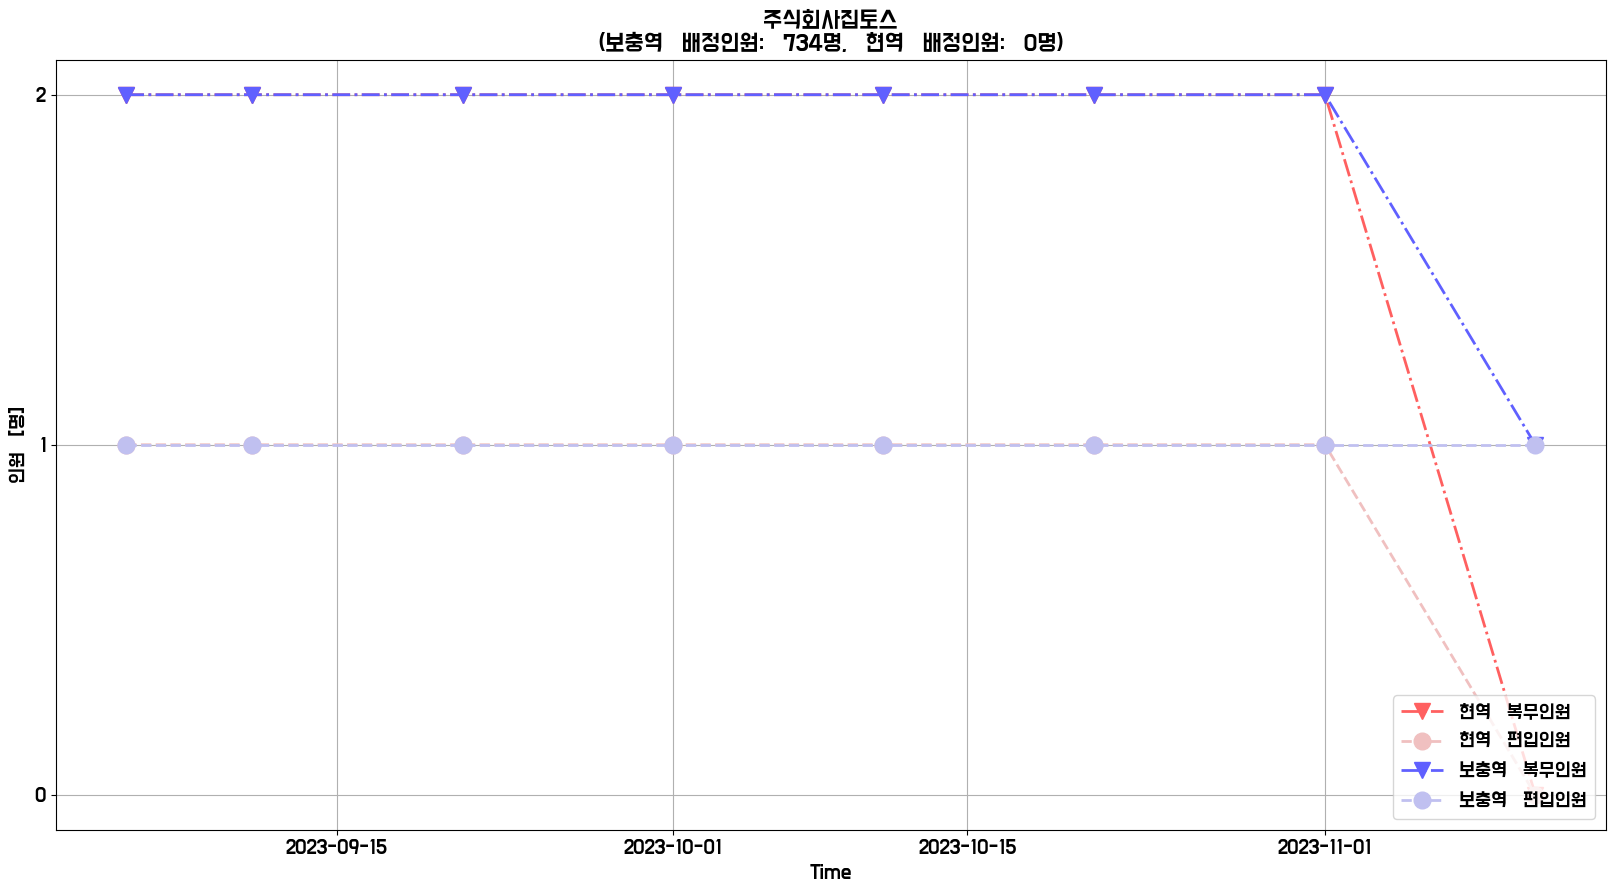 주식회사집토스
(보충역 배정인원: 734명, 현역 배정인원: 0명)
2
1
0
인원 [명]
2023-09-15
2023-10-01
2023-10-15
2023-11-01
Time
현역 복무인원
현역 편입인원
보충역 복무인원
보충역 편입인원